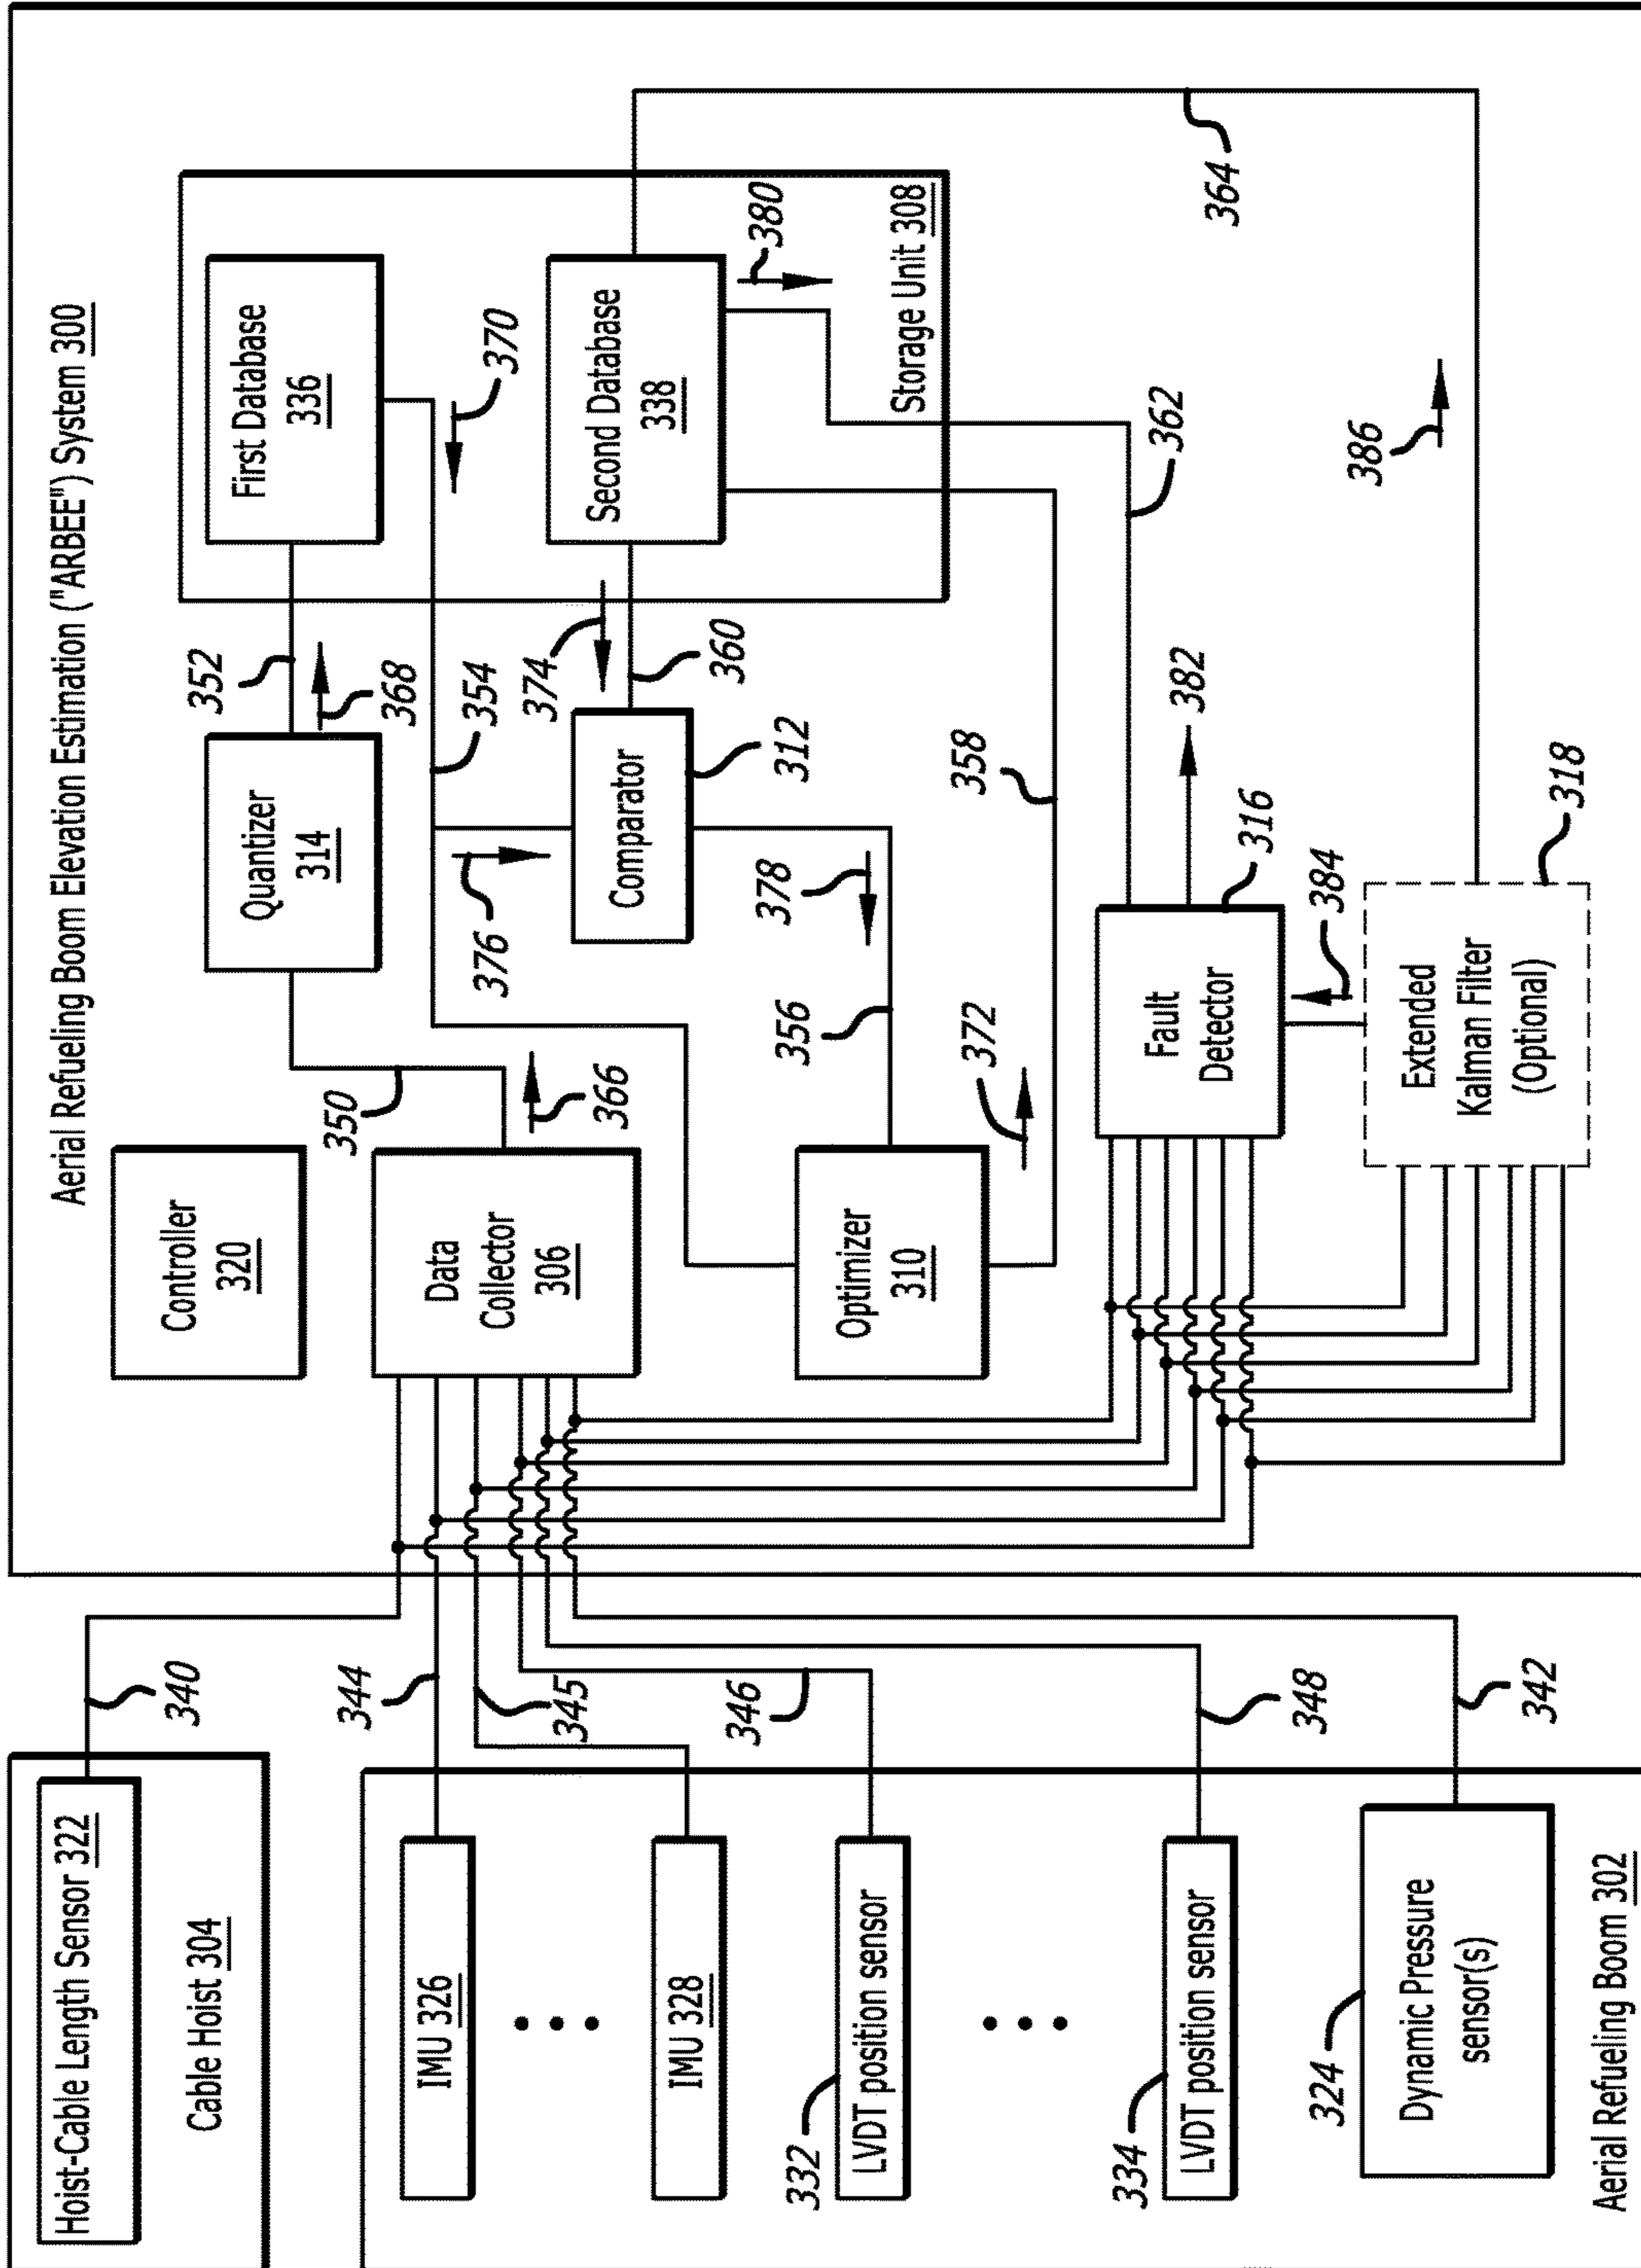 Aerial Refueling Boom Elevation Estimation ("ARBEE") System 300
Hoist-Cable Length Sensor 322
Cable Hoist 304
340
IMU 326
344
IMU 328
345
332
LVDT position sensor
346
334
LVDT position sensor
348
324
Dynamic Pressure
sensor(s)
342
Aerial Refueling Boom 302
Controller
320
Data
Collector
306
350
366
Quantizer
314
352
368
First Database
336
370
354
376
374
Comparator
312
360
Second Database
338
380
Storage Unit 308
378
356
Optimizer
310
372
358
362
364
Fault
Detector
316
382
384
386
Extended
Kalman Filter
(Optional)
318